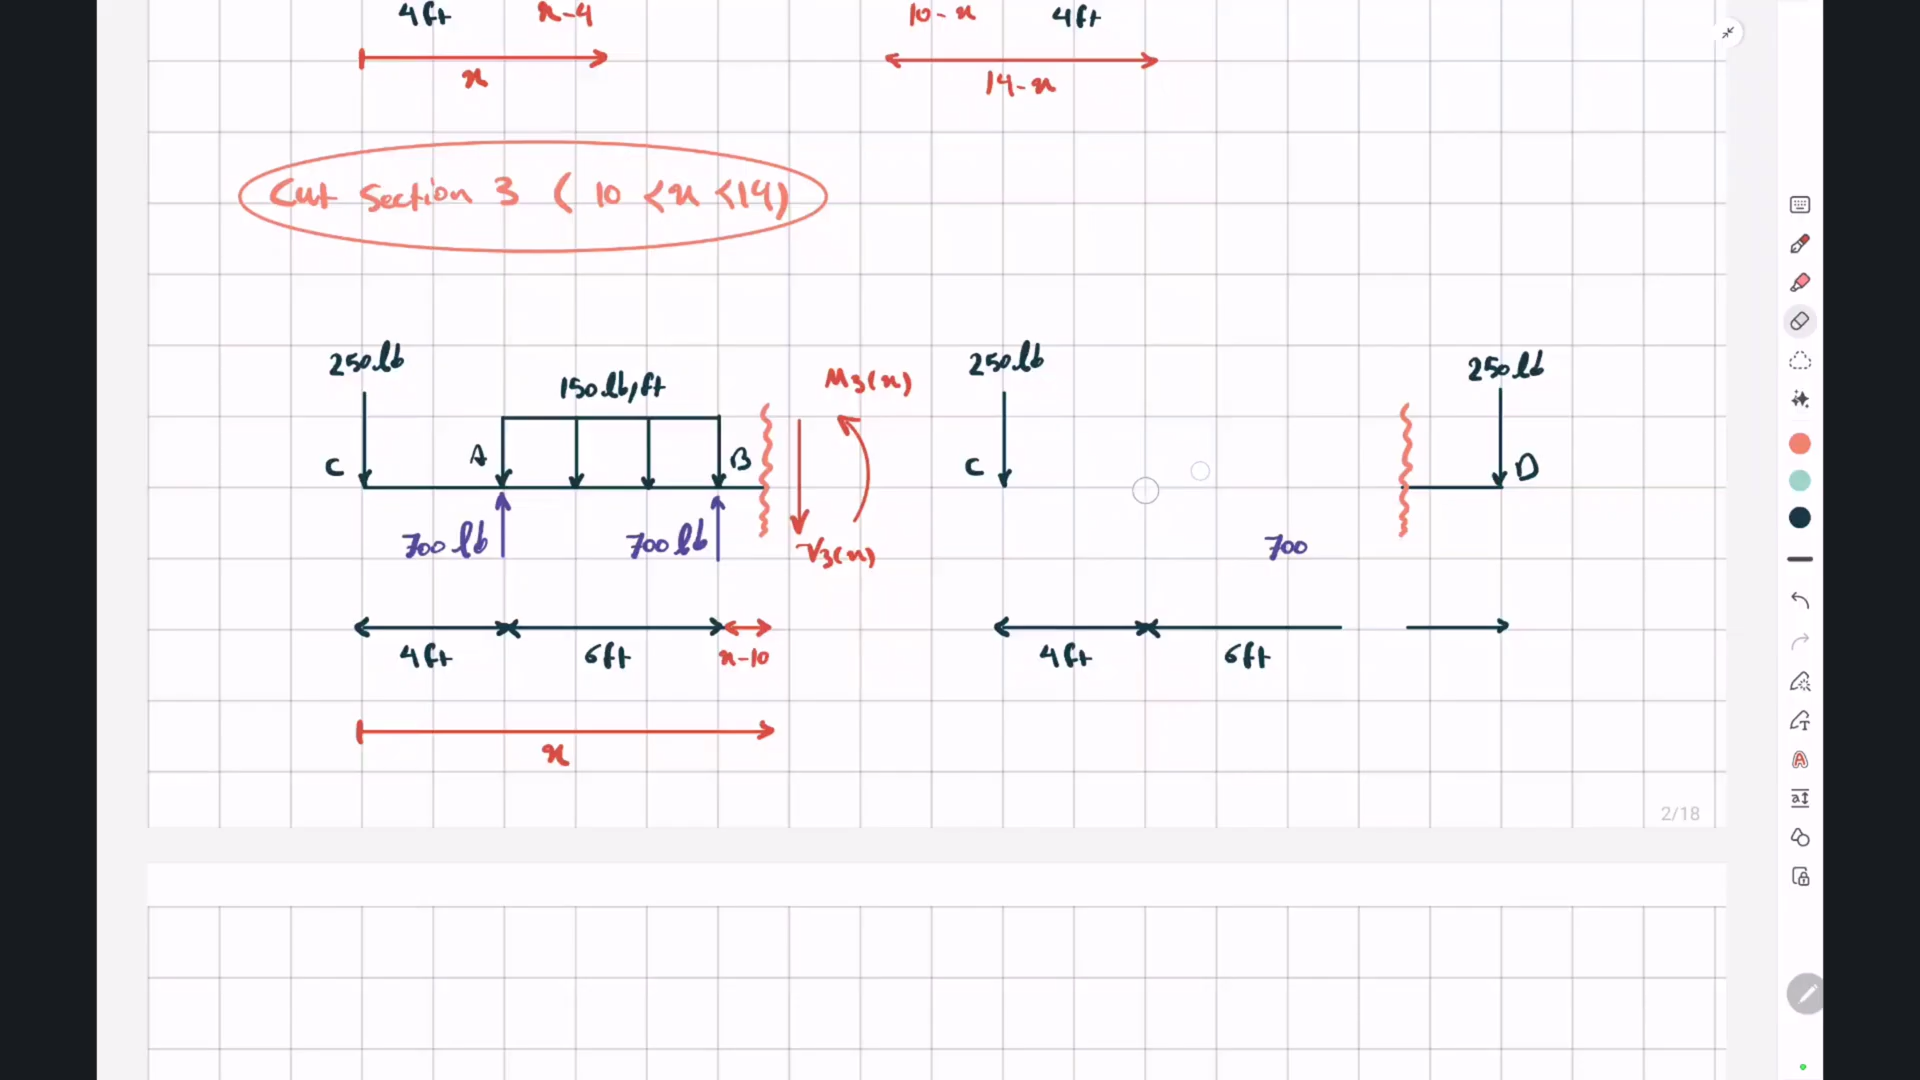 4ft x-4 10-x 4ft
x 14-x
Cut Section 3 (10 < x < 14)
250 lb 150 lb/ft M3(x) 250 lb 250 lb
C A B C D
700 lb 700 lb V3(x) 700
4ft 6ft x-10 4ft 6ft
x
2/18